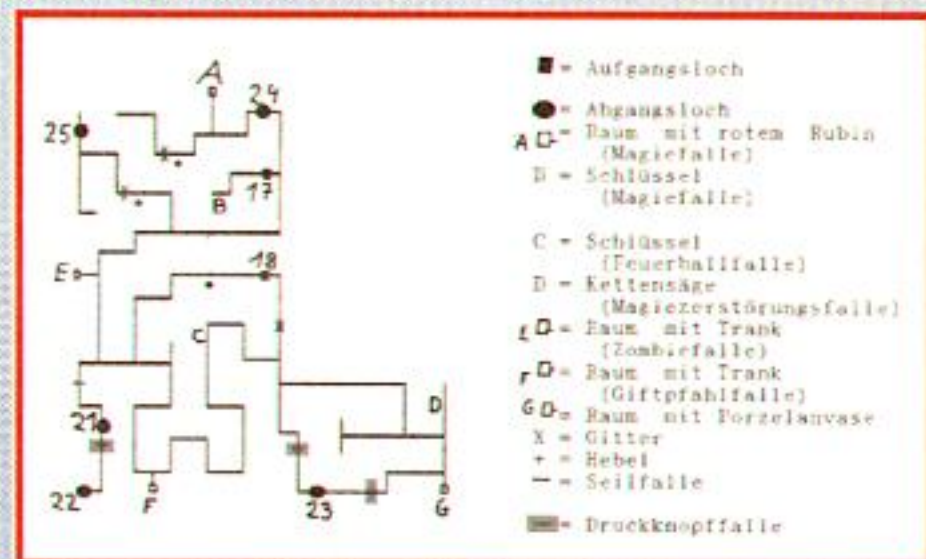 A
24
25
17
B
18
E
C
D
21
22
F
23
G
= Aufgangsloch
= Abgangsloch
A = Raum mit rotem Rubin
(Magiefalle)
B = Schlüssel
(Magiefalle)
C = Schlüssel
(Feuerballfalle)
D = Kettensäge
(Magiezerstörungsfalle)
E = Raum mit Trank
(Zombiefalle)
F = Raum mit Trank
(Giftpfahlfalle)
G = Raum mit Porzelanvase
X = Gitter
+ = Hebel
— = Seilfalle
= Druckknopffalle